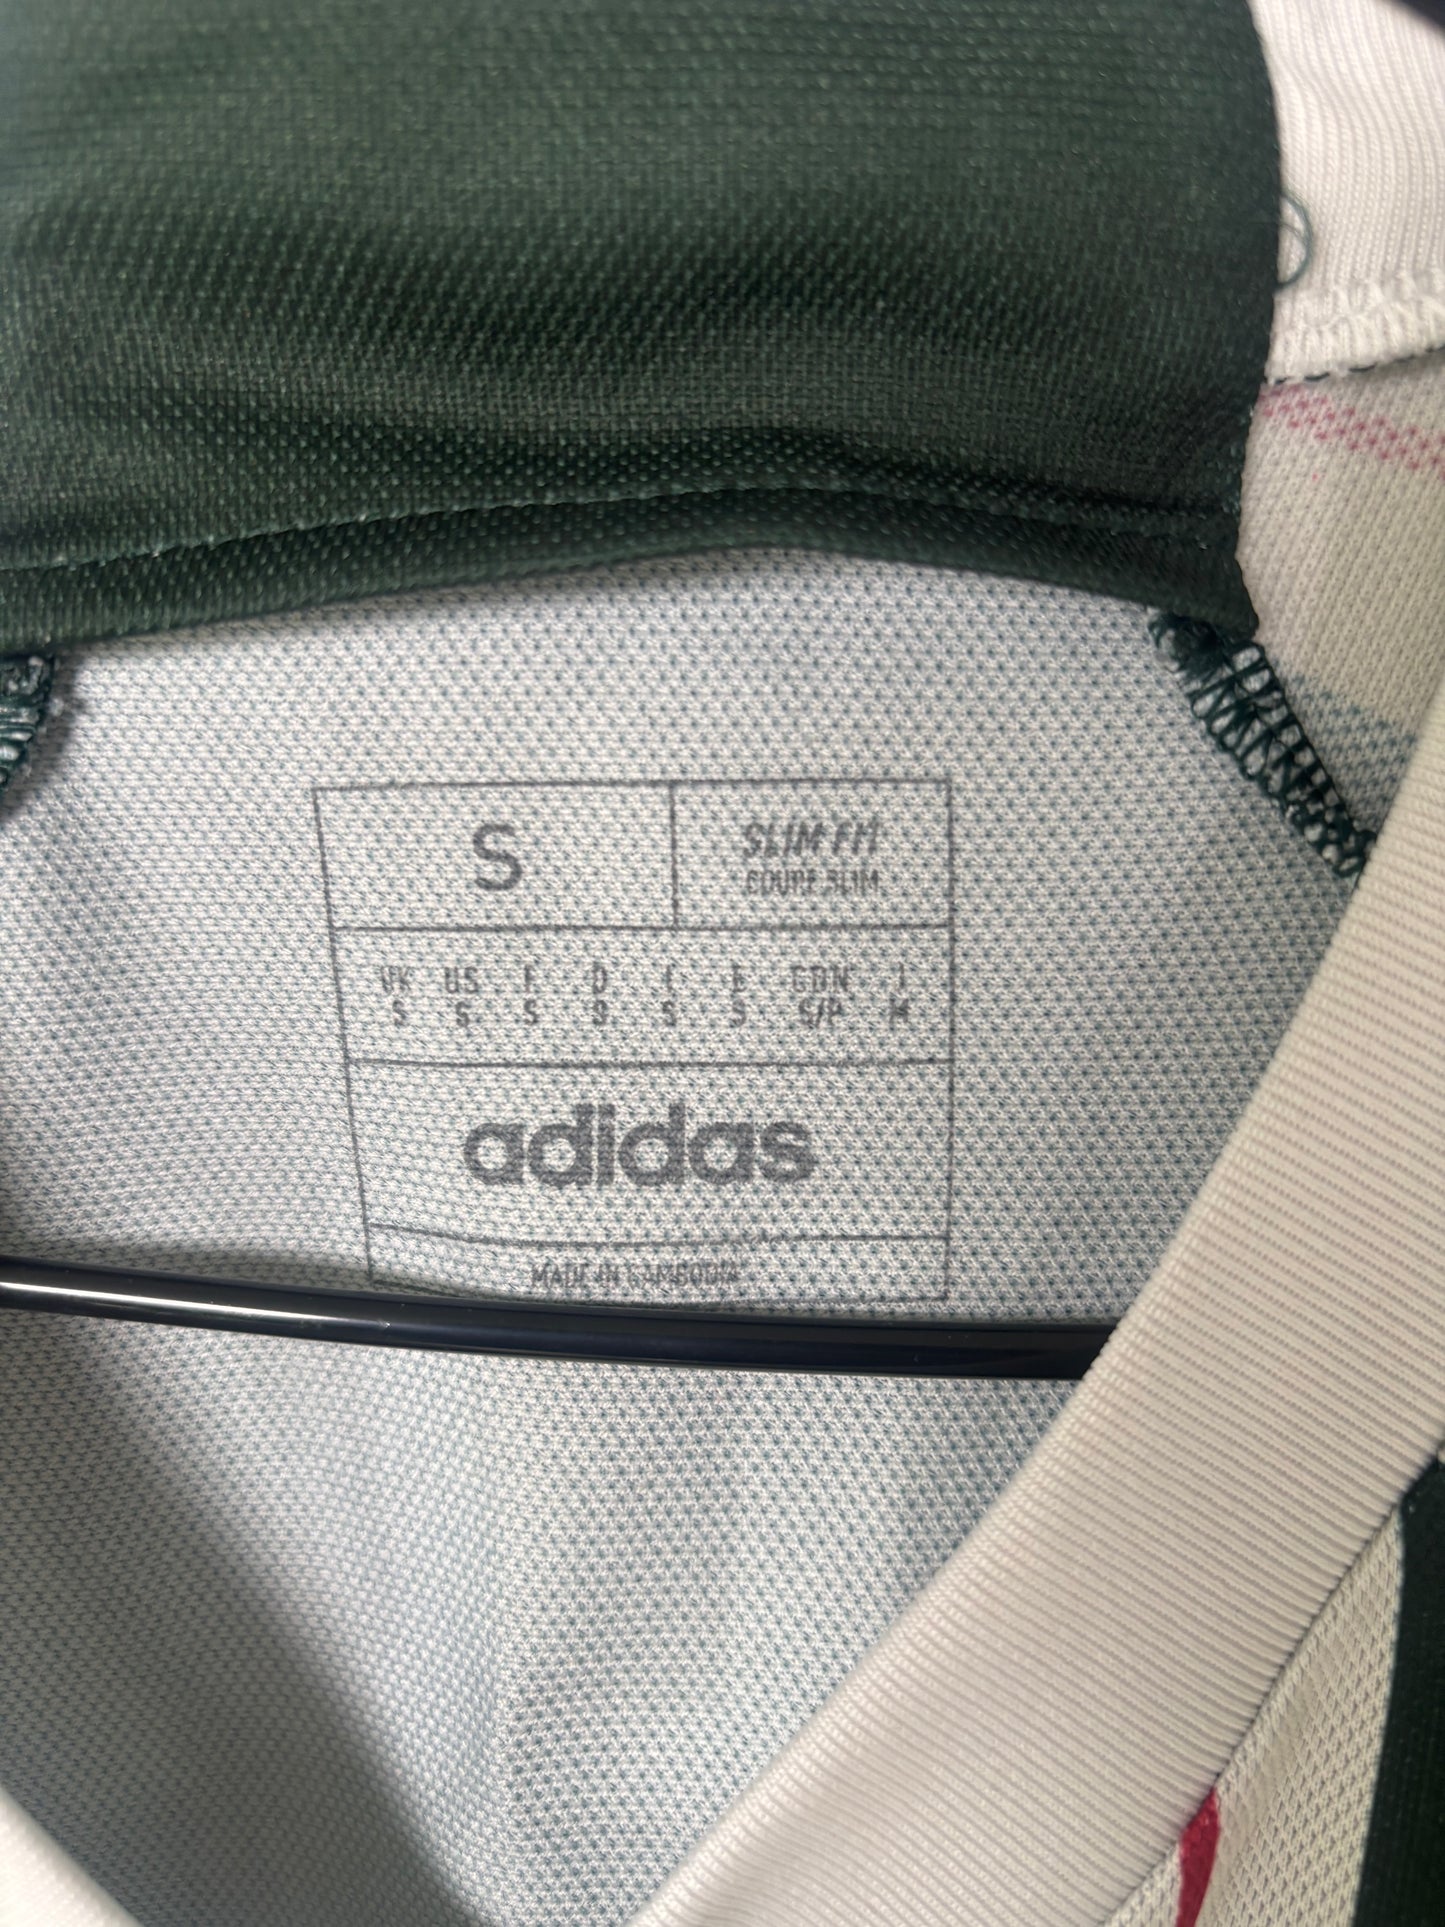 S
SLIM FIT
COUPE SLIM
UK US F D I E CDN J
S S S S S S S/P M
adidas
MADE IN CAMBODIA